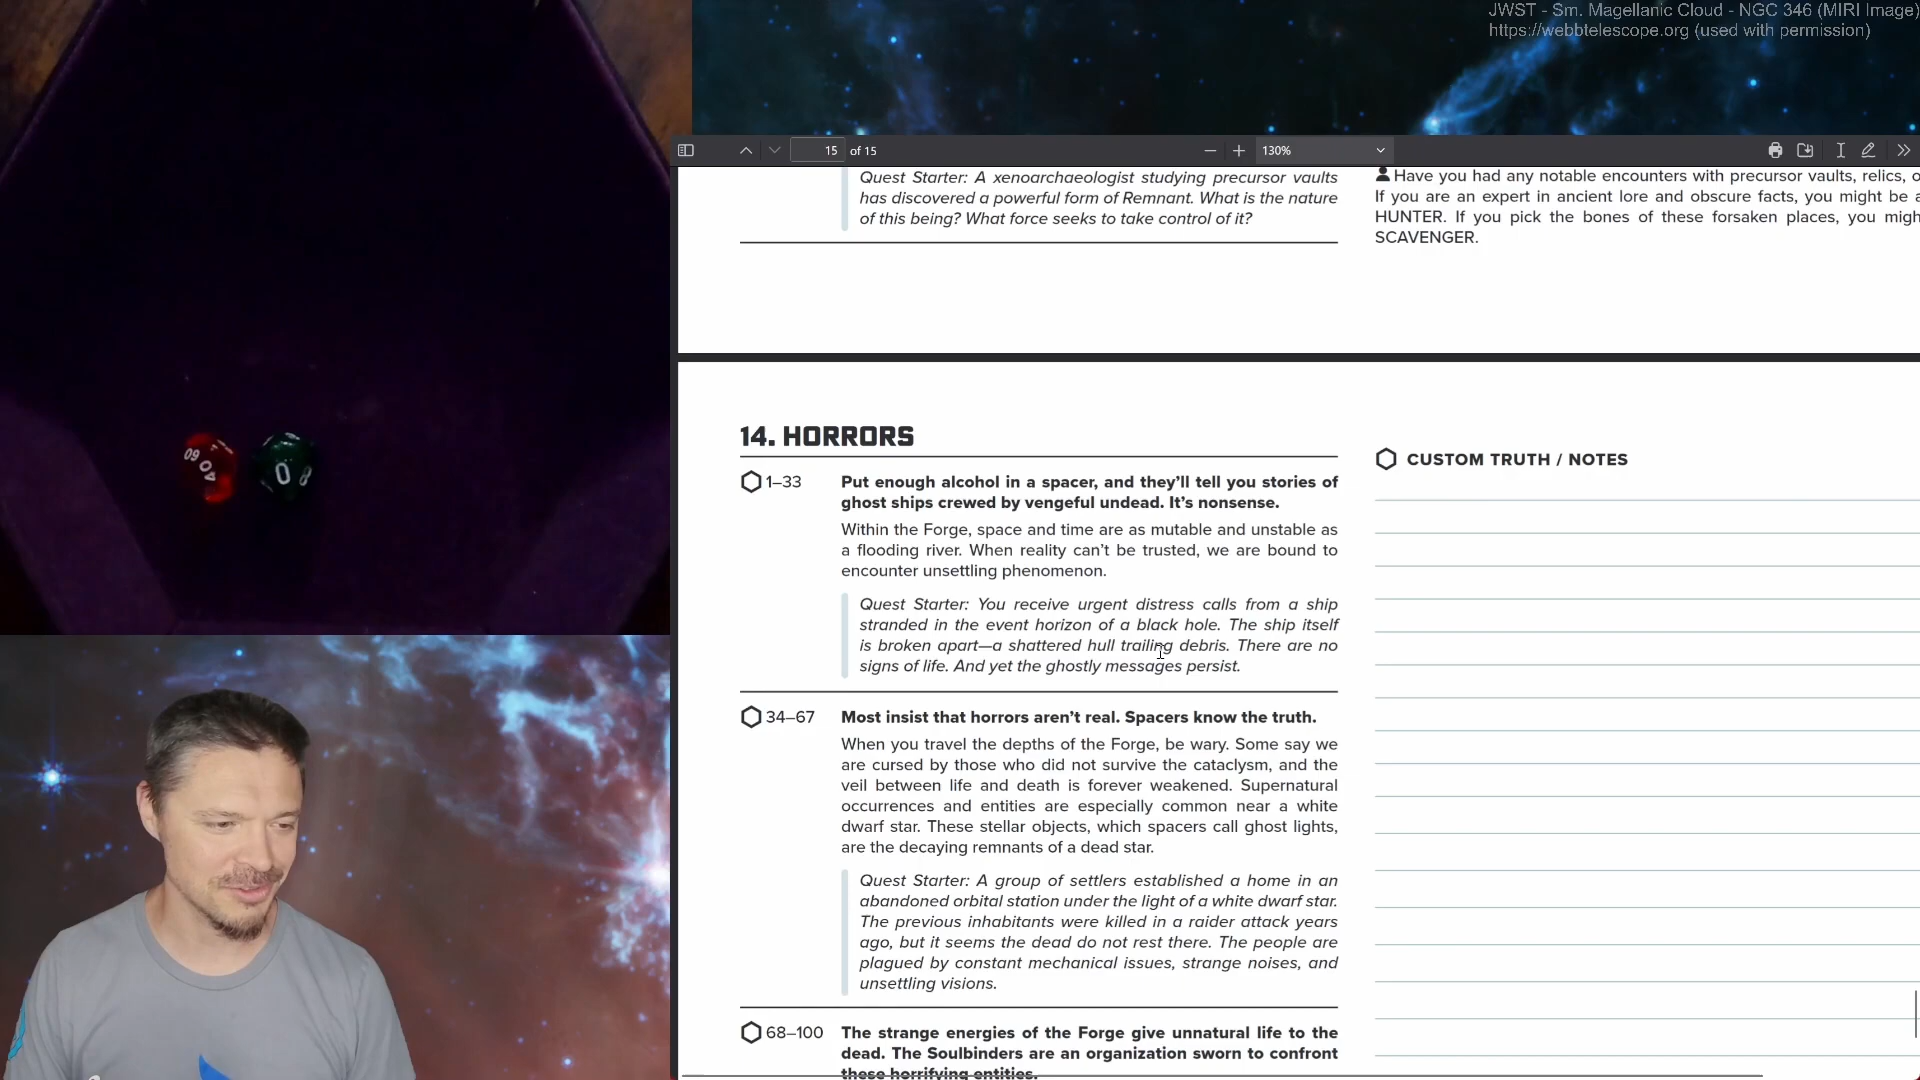 JWST - Sm. Magellanic Cloud - NGC 346 (MIRI Image)
https://webbtelescope.org (used with permission)
15 of 15
130%
Quest Starter: A xenoarchaeologist studying precursor vaults
has discovered a powerful form of Remnant. What is the nature
of this being? What force seeks to take control of it?
Have you had any notable encounters with precursor vaults, relics, o
If you are an expert in ancient lore and obscure facts, you might be a
HUNTER. If you pick the bones of these forsaken places, you migh
SCAVENGER.
14. HORRORS
1–33
Put enough alcohol in a spacer, and they'll tell you stories of
ghost ships crewed by vengeful undead. It's nonsense.
Within the Forge, space and time are as mutable and unstable as
a flooding river. When reality can't be trusted, we are bound to
encounter unsettling phenomenon.
Quest Starter: You receive urgent distress calls from a ship
stranded in the event horizon of a black hole. The ship itself
is broken apart—a shattered hull trailing debris. There are no
signs of life. And yet the ghostly messages persist.
34–67
Most insist that horrors aren't real. Spacers know the truth.
When you travel the depths of the Forge, be wary. Some say we
are cursed by those who did not survive the cataclysm, and the
veil between life and death is forever weakened. Supernatural
occurrences and entities are especially common near a white
dwarf star. These stellar objects, which spacers call ghost lights,
are the decaying remnants of a dead star.
Quest Starter: A group of settlers established a home in an
abandoned orbital station under the light of a white dwarf star.
The previous inhabitants were killed in a raider attack years
ago, but it seems the dead do not rest there. The people are
plagued by constant mechanical issues, strange noises, and
unsettling visions.
68–100
The strange energies of the Forge give unnatural life to the
dead. The Soulbinders are an organization sworn to confront
these horrifying entities.
CUSTOM TRUTH / NOTES
60
40
0
8